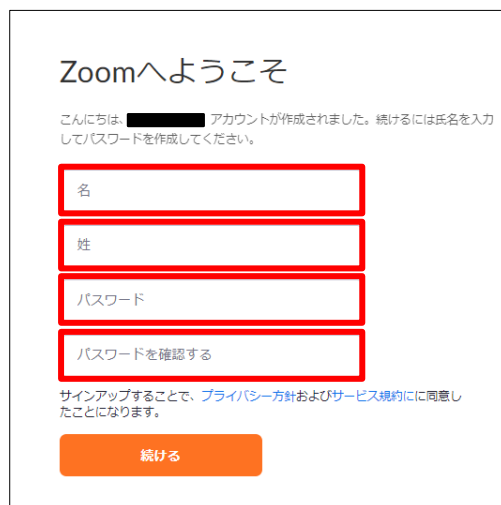 Zoomへようこそ
こんにちは、 アカウントが作成されました。続けるには氏名を入力
してパスワードを作成してください。
名
姓
パスワード
パスワードを確認する
サインアップすることで、プライバシー方針およびサービス規約にに同意し
たことになります。
続ける